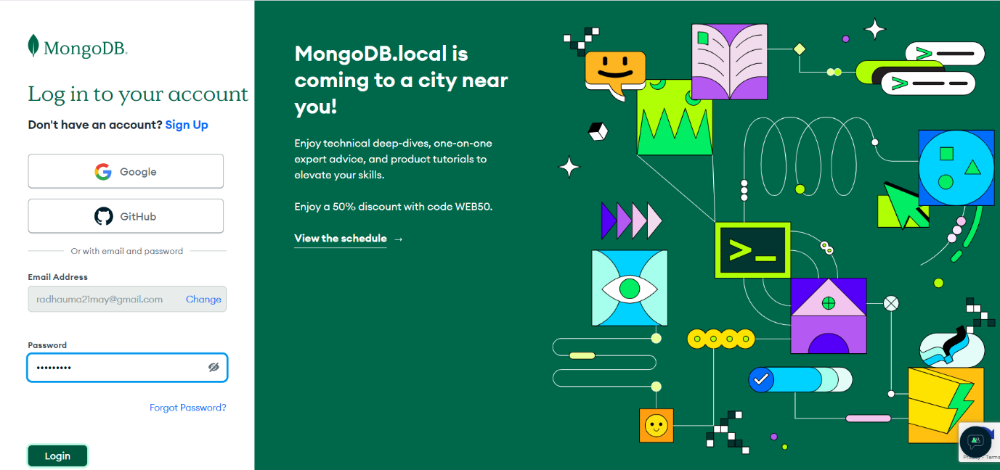 MongoDB.
Log in to your account
Don't have an account? Sign Up
Google
GitHub
Or with email and password
Email Address
radhauma21may@gmail.com Change
Password
•••••••••
Forgot Password?
Login
MongoDB.local is
coming to a city near
you!
Enjoy technical deep-dives, one-on-one
expert advice, and product tutorials to
elevate your skills.
Enjoy a 50% discount with code WEB50.
View the schedule →
>_
Privacy - Terms